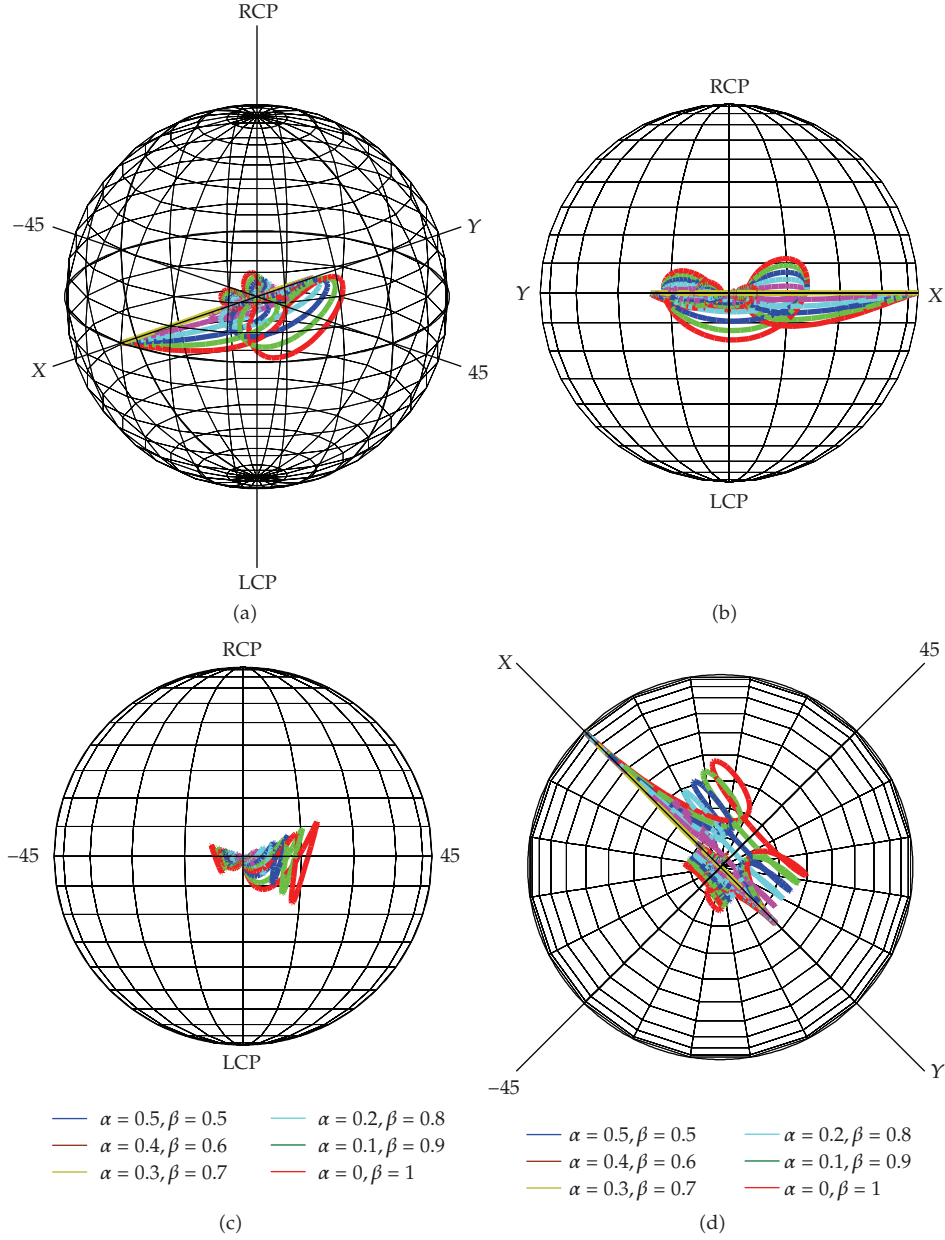 RCP
−45
Y
X
45
LCP
(a)
RCP
Y
X
LCP
(b)
RCP
−45
45
LCP
α = 0.5, β = 0.5
α = 0.2, β = 0.8
α = 0.4, β = 0.6
α = 0.1, β = 0.9
α = 0.3, β = 0.7
α = 0, β = 1
(c)
X
45
−45
Y
α = 0.5, β = 0.5
α = 0.2, β = 0.8
α = 0.4, β = 0.6
α = 0.1, β = 0.9
α = 0.3, β = 0.7
α = 0, β = 1
(d)